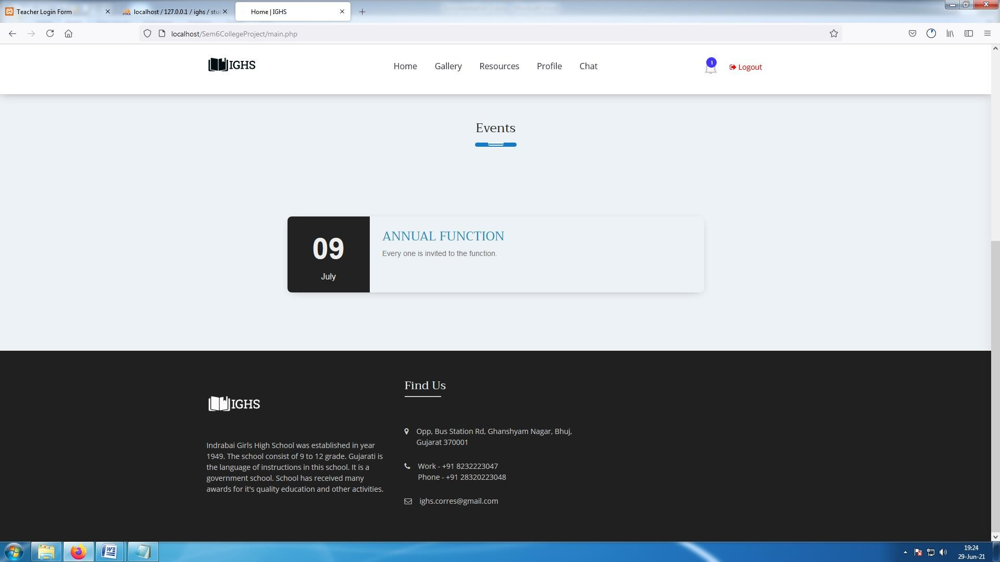 Teacher Login Form
localhost / 127.0.0.1 / ighs / stu
Home | IGHS
localhost/Sem6CollegeProject/main.php
IGHS
Home
Gallery
Resources
Profile
Chat
1
Logout
Events
09
July
ANNUAL FUNCTION
Every one is invited to the function.
IGHS
Indrabai Girls High School was established in year
1949. The school consist of 9 to 12 grade. Gujarati is
the language of instructions in this school. It is a
government school. School has received many
awards for it's quality education and other activities.
Find Us
Opp, Bus Station Rd, Ghanshyam Nagar, Bhuj,
Gujarat 370001
Work - +91 8232223047
Phone - +91 28320223048
ighs.corres@gmail.com
19:24
29-Jun-21